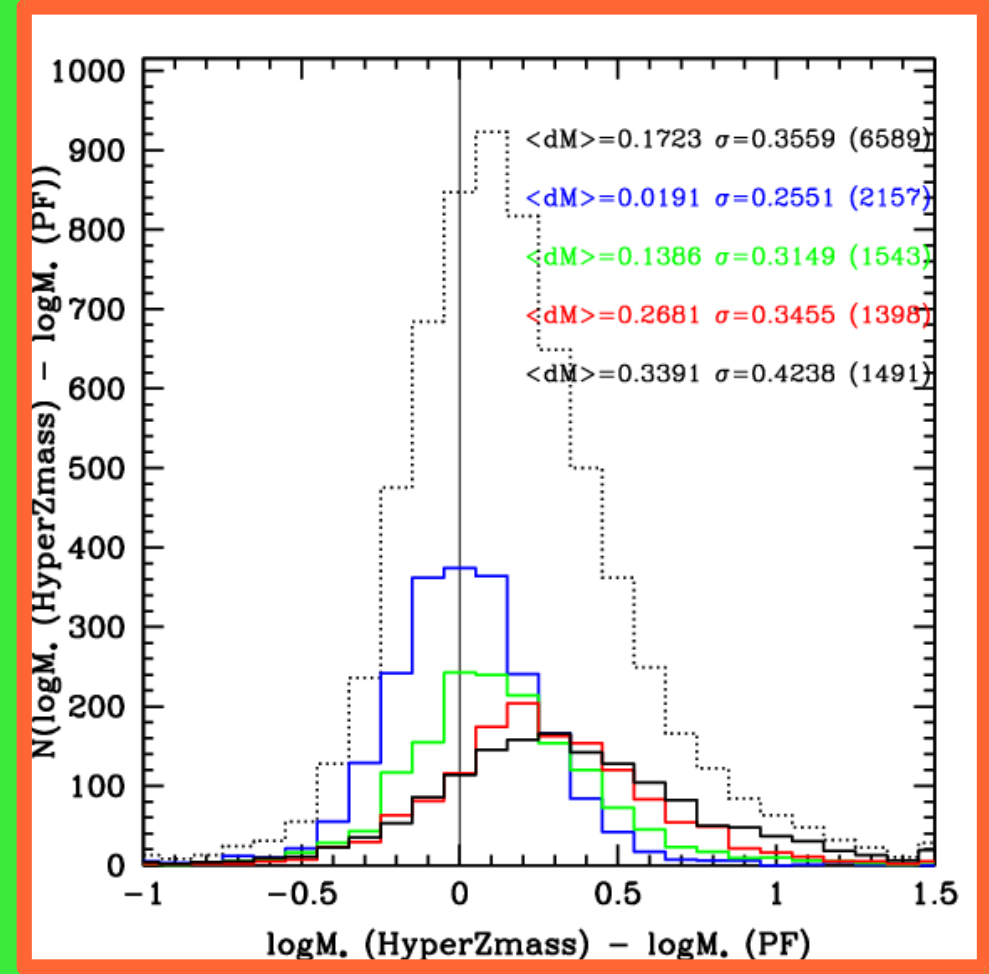 N(logM* (HyperZmass) − logM* (PF))
1000
900
800
700
600
500
400
300
200
100
0
<dM>=0.1723 σ=0.3559 (6589)
<dM>=0.0191 σ=0.2551 (2157)
<dM>=0.1386 σ=0.3149 (1543)
<dM>=0.2681 σ=0.3455 (1398)
<dM>=0.3391 σ=0.4238 (1491)
−1 −0.5 0 0.5 1 1.5
logM* (HyperZmass) − logM* (PF)